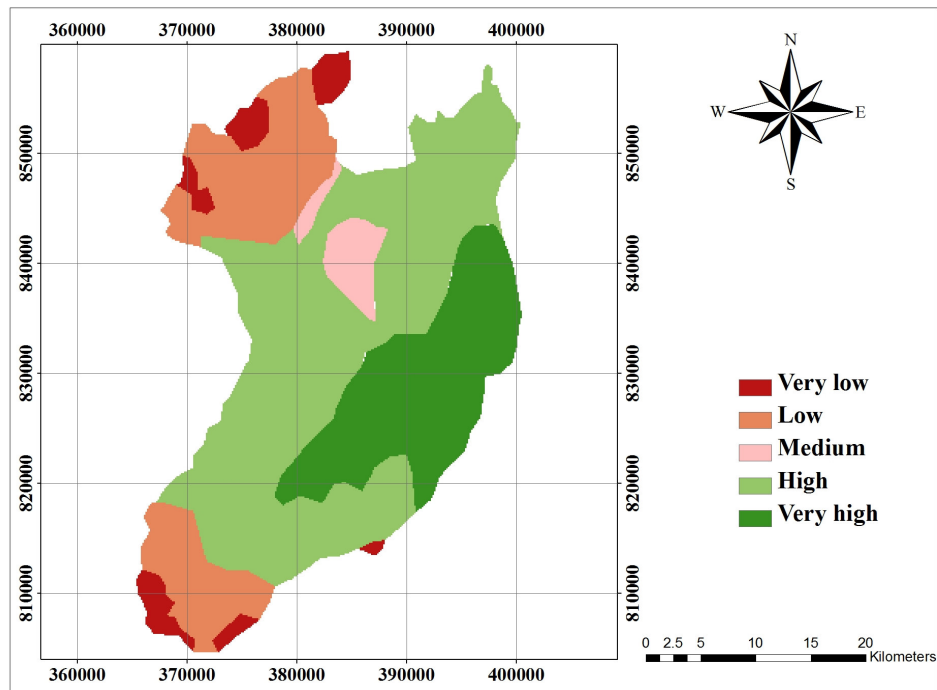 360000 370000 380000 390000 400000
N
W E
S
850000 850000
840000 840000
830000 830000
820000 820000
810000 810000
Very low
Low
Medium
High
Very high
0 2.5 5 10 15 20
Kilometers
360000 370000 380000 390000 400000